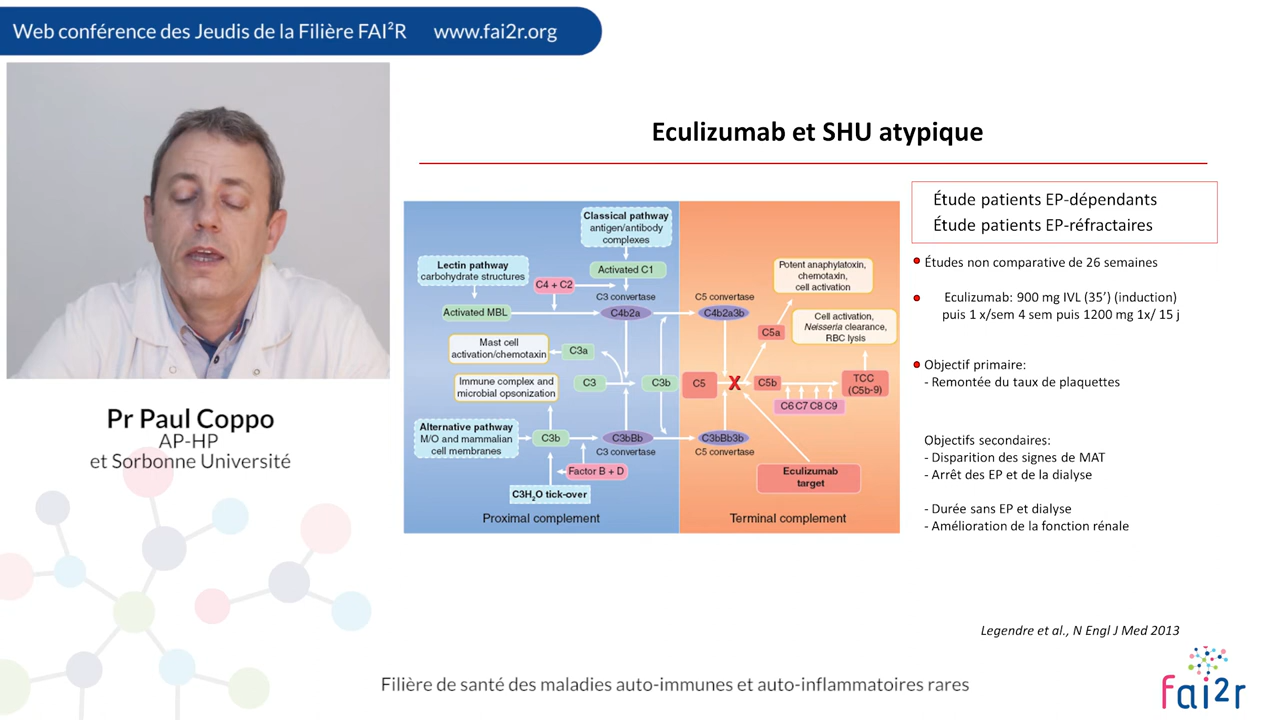 Web conférence des Jeudis de la Filière FAI²R www.fai2r.org
Pr Paul Coppo
AP-HP
et Sorbonne Université
Eculizumab et SHU atypique
Classical pathway
antigen/antibody
complexes
Lectin pathway
carbohydrate structures
C4 + C2
Activated C1
C3 convertase
Activated MBL
C4b2a
Mast cell
activation/chemotaxin
C3a
Immune complex and
microbial opsonization
C3
C3b
Alternative pathway
M/O and mammalian
cell membranes
C3b
C3bBb
C3 convertase
Factor B + D
C3H₂O tick-over
Proximal complement
Potent anaphylatoxin,
chemotaxin,
cell activation
C5 convertase
C4b2a3b
C5a
Cell activation,
Neisseria clearance,
RBC lysis
C5
X
C5b
TCC
(C5b-9)
C6 C7 C8 C9
C3bBb3b
C5 convertase
Eculizumab
target
Terminal complement
Étude patients EP-dépendants
Étude patients EP-réfractaires
Études non comparative de 26 semaines
Eculizumab: 900 mg IVL (35’) (induction)
puis 1 x/sem 4 sem puis 1200 mg 1x/ 15 j
Objectif primaire:
- Remontée du taux de plaquettes
Objectifs secondaires:
- Disparition des signes de MAT
- Arrêt des EP et de la dialyse
- Durée sans EP et dialyse
- Amélioration de la fonction rénale
Legendre et al., N Engl J Med 2013
Filière de santé des maladies auto-immunes et auto-inflammatoires rares
fai2r